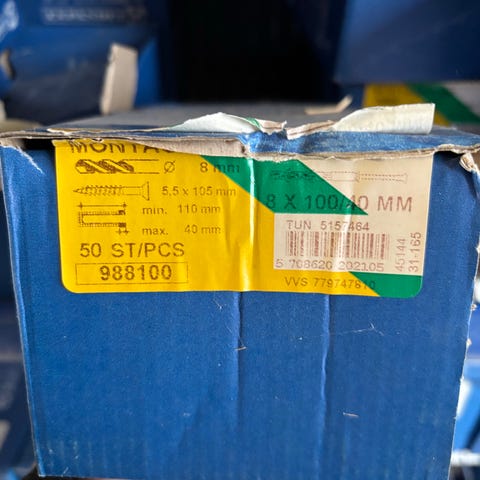 MONTA
Ø 8 mm
5,5 x 105 mm
min. 110 mm
max. 40 mm
50 ST/PCS
988100
8 X 100/40 MM
TUN 5157464
5 708620 202105
45144
31-165
VVS 779747810